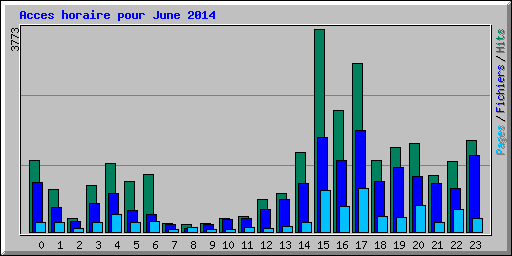 Acces horaire pour June 2014
3773
Pages / Fichiers / Hits
0 1 2 3 4 5 6 7 8 9 10 11 12 13 14 15 16 17 18 19 20 21 22 23